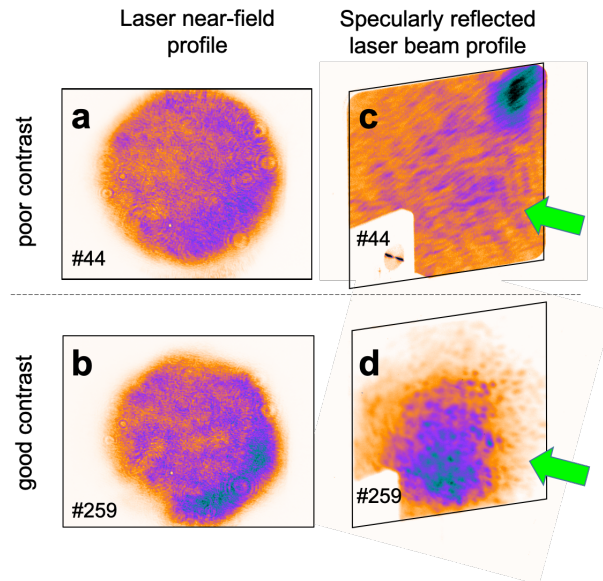 Laser near-field
profile
Specularly reflected
laser beam profile
poor contrast
a
#44
c
#44
good contrast
b
#259
d
#259